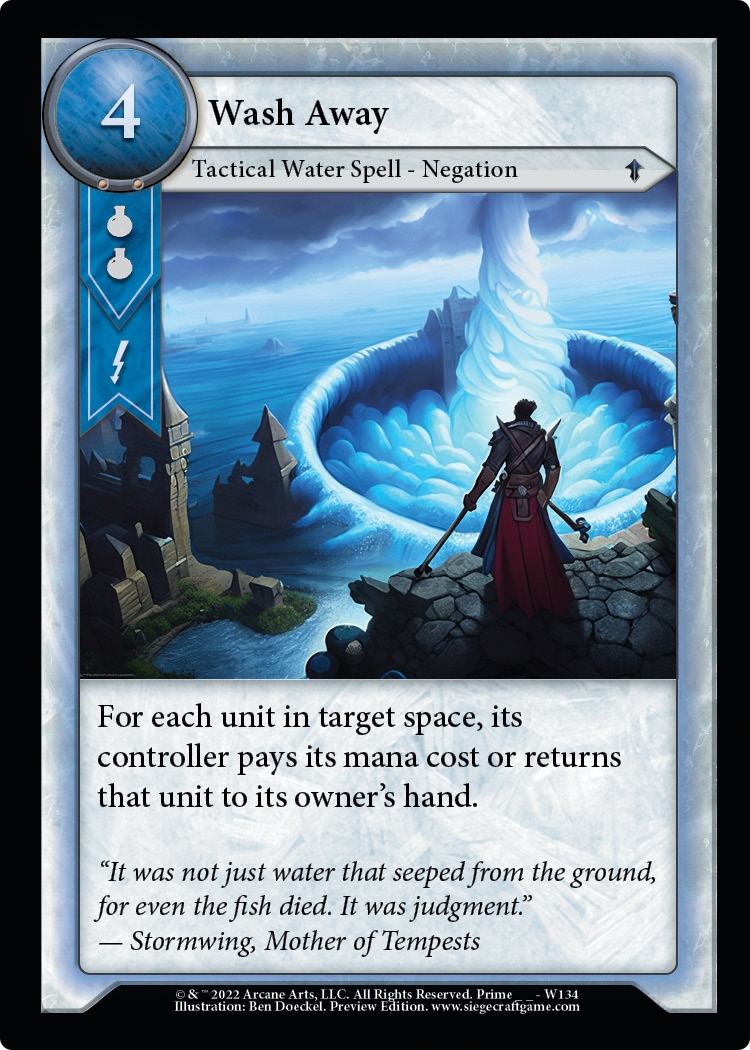 4
Wash Away
Tactical Water Spell - Negation
For each unit in target space, its
controller pays its mana cost or returns
that unit to its owner’s hand.
“It was not just water that seeped from the ground,
for even the fish died. It was judgment.”
— Stormwing, Mother of Tempests
© & ™ 2022 Arcane Arts, LLC. All Rights Reserved. Prime _ _ - W134
Illustration: Ben Doeckel. Preview Edition. www.siegecraftgame.com